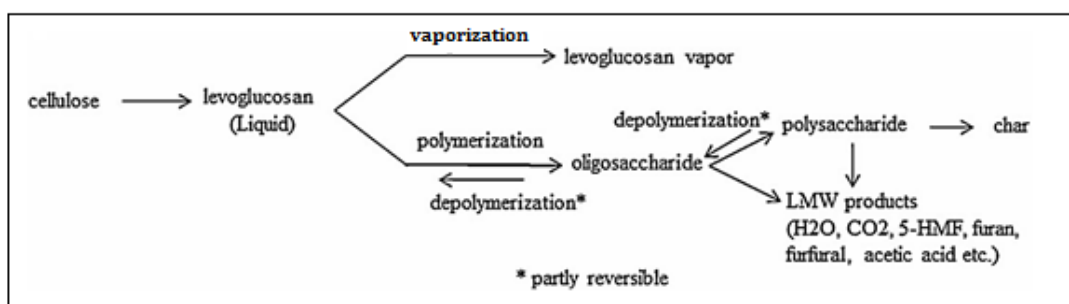 vaporization
levoglucosan vapor
cellulose
levoglucosan
(Liquid)
depolymerization*
polysaccharide
char
polymerization
oligosaccharide
depolymerization*
LMW products
(H2O, CO2, 5-HMF, furan,
furfural, acetic acid etc.)
* partly reversible